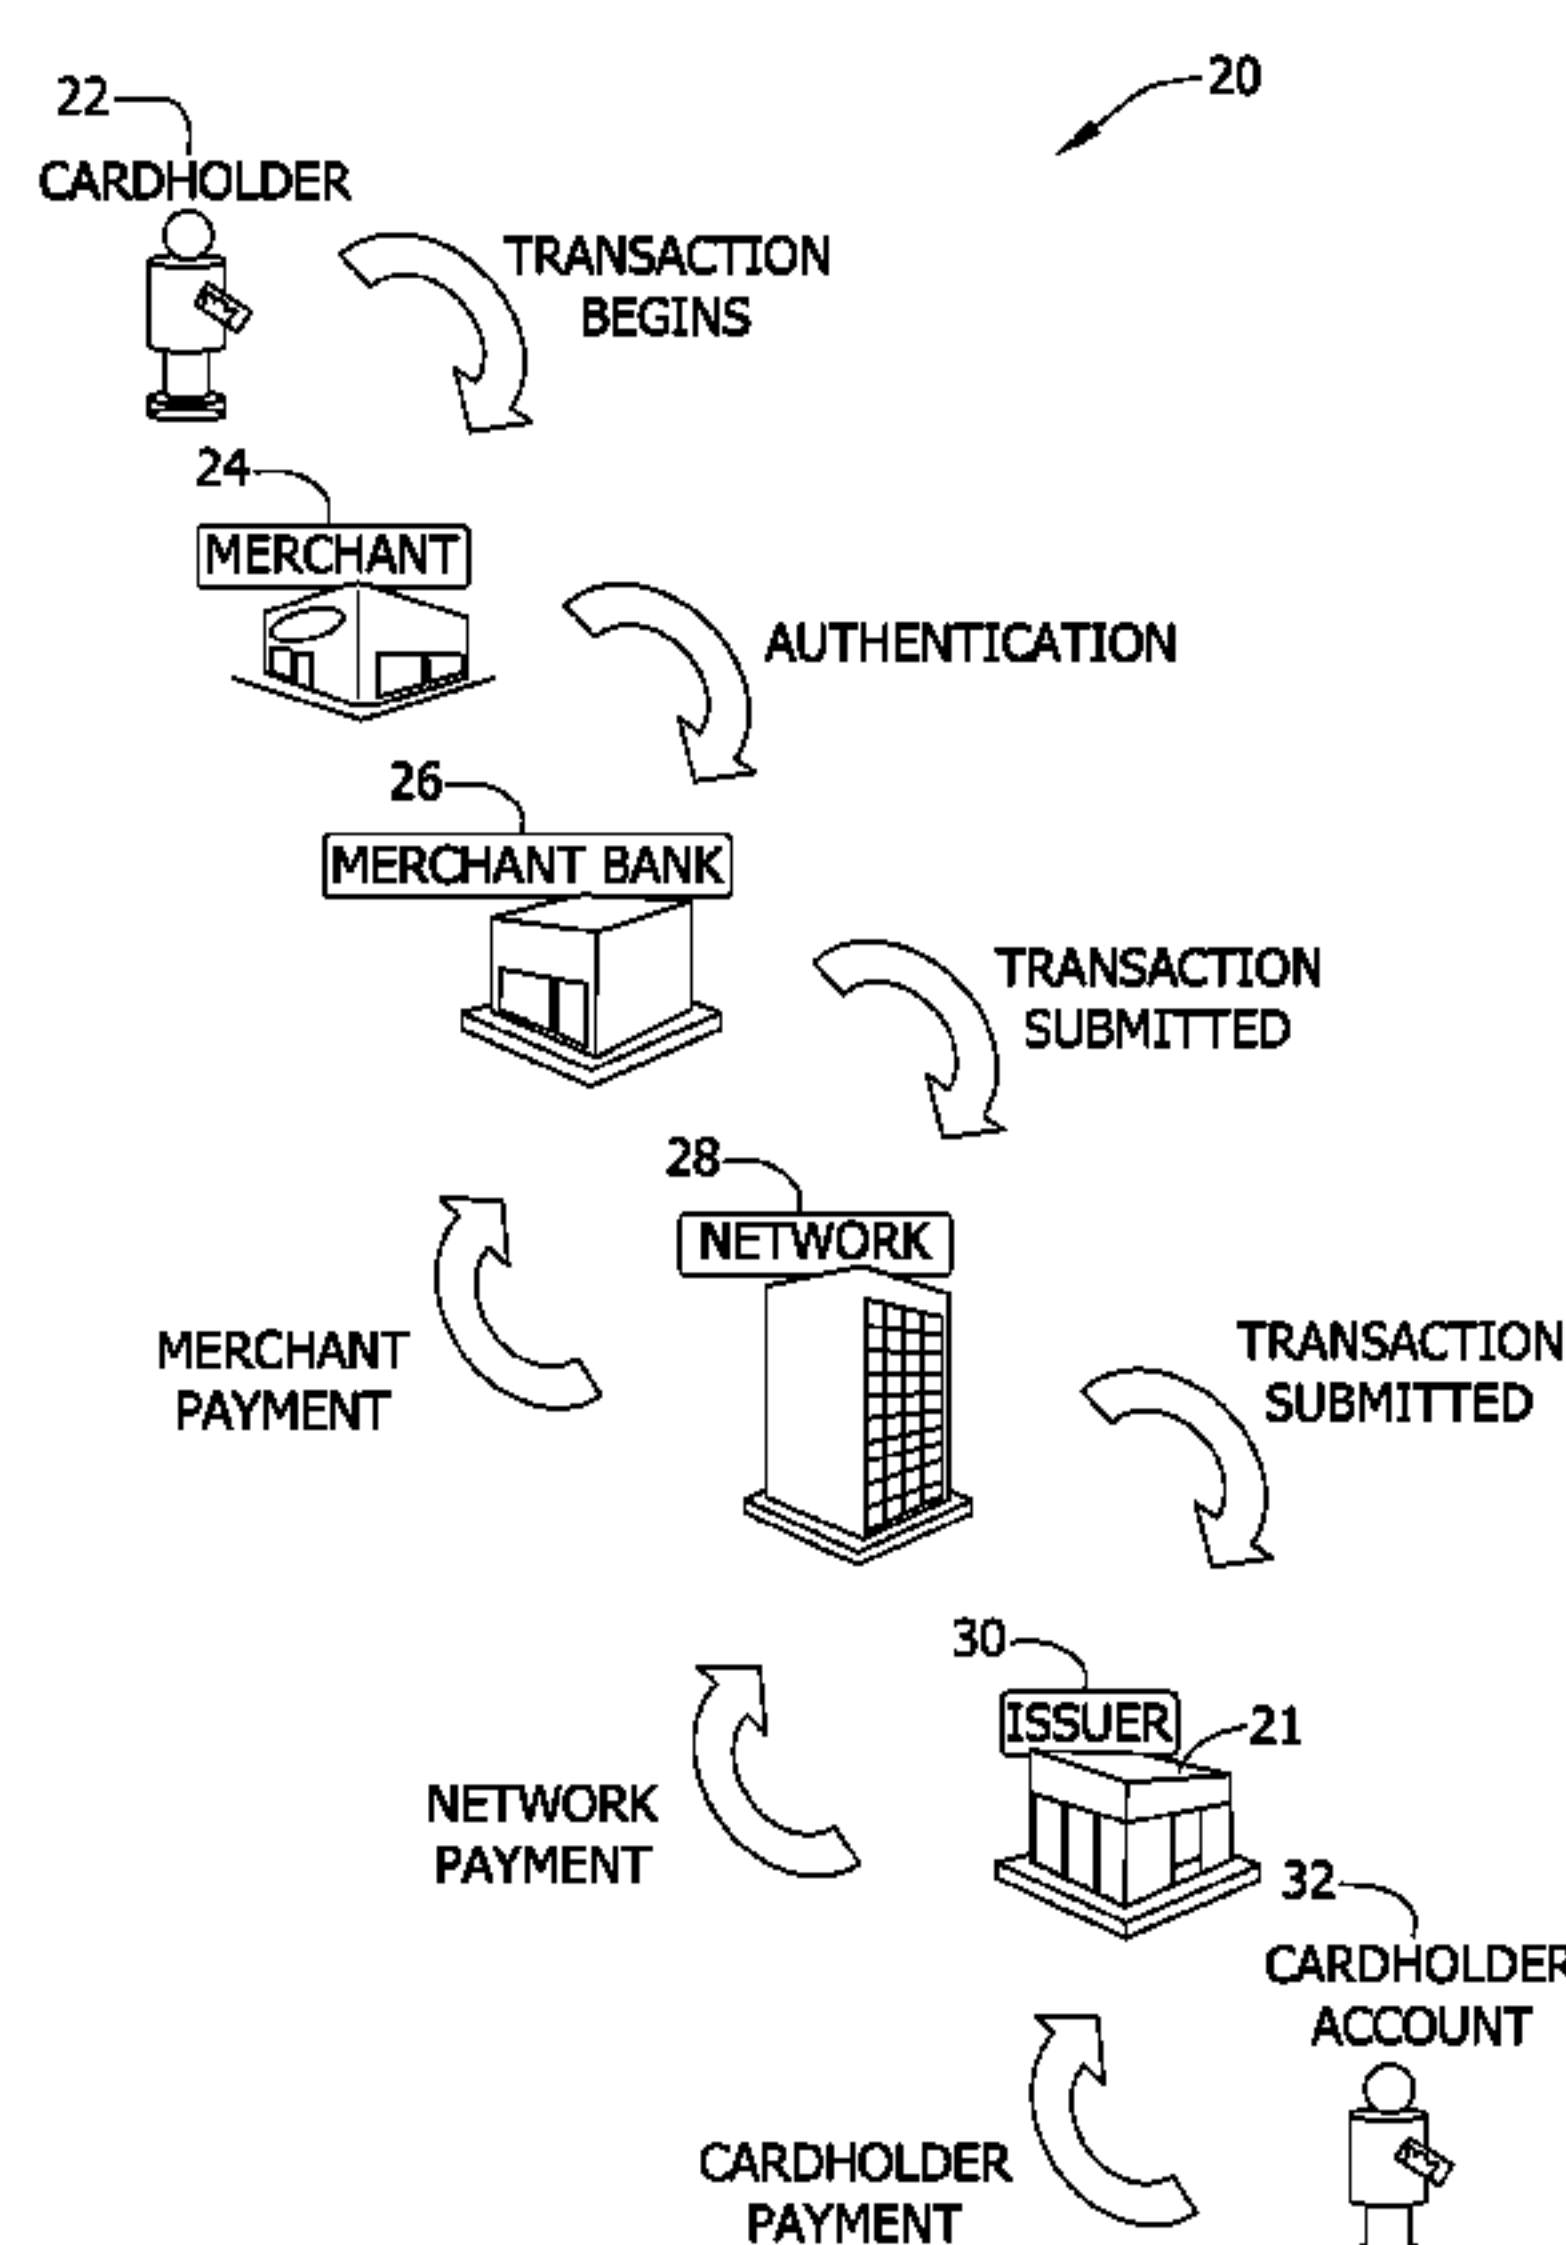 22
20
CARDHOLDER
TRANSACTION
BEGINS
24
MERCHANT
AUTHENTICATION
26
MERCHANT BANK
TRANSACTION
SUBMITTED
28
NETWORK
MERCHANT
PAYMENT
TRANSACTION
SUBMITTED
30
ISSUER
21
NETWORK
PAYMENT
32
CARDHOLDER
ACCOUNT
CARDHOLDER
PAYMENT